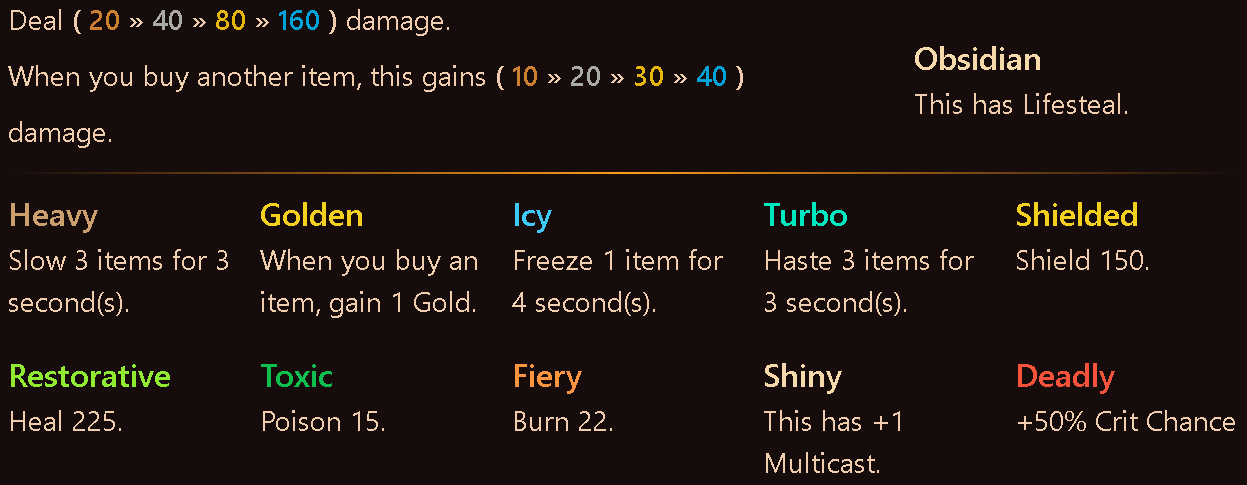 Deal ( 20 » 40 » 80 » 160 ) damage.
When you buy another item, this gains ( 10 » 20 » 30 » 40 )
damage.
Obsidian
This has Lifesteal.
Heavy
Slow 3 items for 3
second(s).
Golden
When you buy an
item, gain 1 Gold.
Icy
Freeze 1 item for
4 second(s).
Turbo
Haste 3 items for
3 second(s).
Shielded
Shield 150.
Restorative
Heal 225.
Toxic
Poison 15.
Fiery
Burn 22.
Shiny
This has +1
Multicast.
Deadly
+50% Crit Chance